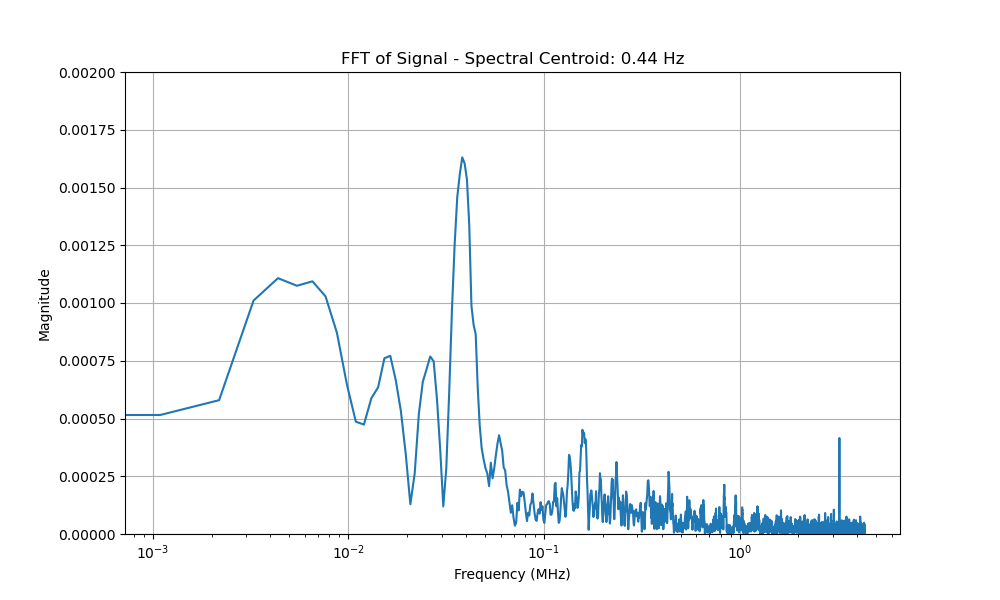 FFT of Signal - Spectral Centroid: 0.44 Hz
0.00200
0.00175
0.00150
0.00125
0.00100
0.00075
0.00050
0.00025
0.00000
Magnitude
10⁻³ 10⁻² 10⁻¹ 10⁰
Frequency (MHz)